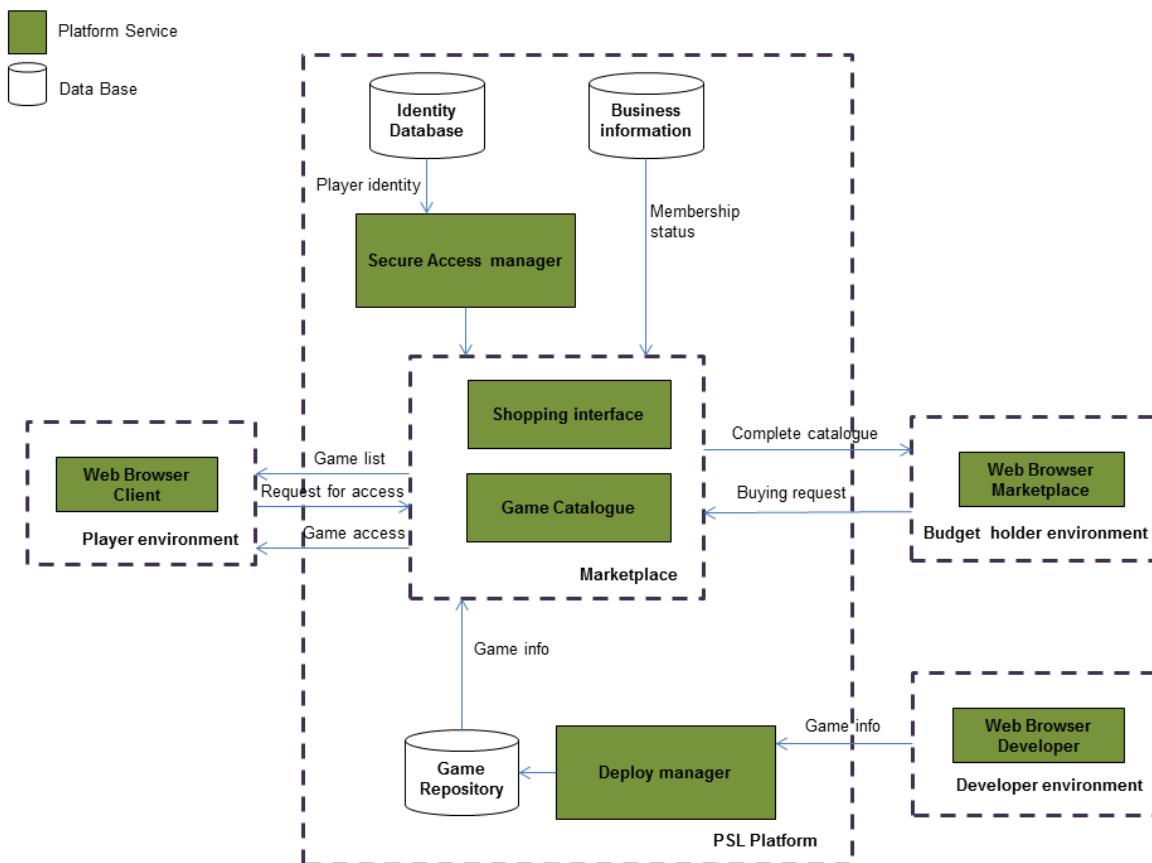 Platform Service
Data Base
Identity
Database
Business
information
Player identity
Membership
status
Secure Access manager
Shopping interface
Complete catalogue
Game list
Web Browser
Client
Request for access
Game Catalogue
Buying request
Web Browser
Marketplace
Game access
Player environment
Budget holder environment
Marketplace
Game info
Game info
Web Browser
Developer
Game
Repository
Deploy manager
Developer environment
PSL Platform